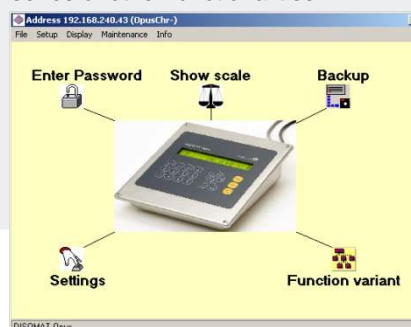 Address 192.168.240.43 (OpusChr-)
File Setup Display Maintenance Info
Enter Password Show scale Backup
Settings Function variant
DISOMAT Opus